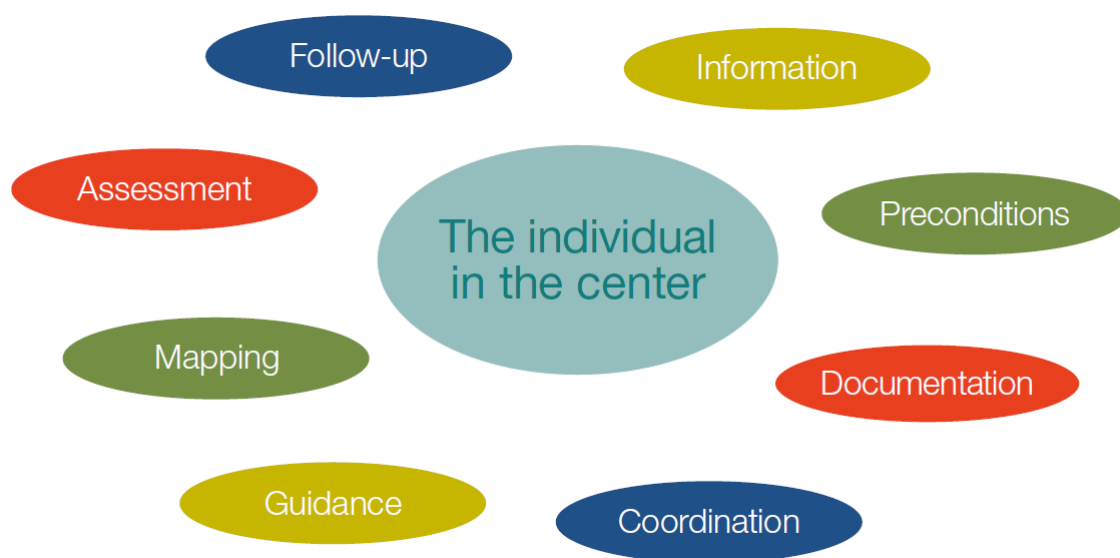 Follow-up
Information
Assessment
Preconditions
The individual
in the center
Mapping
Documentation
Guidance
Coordination